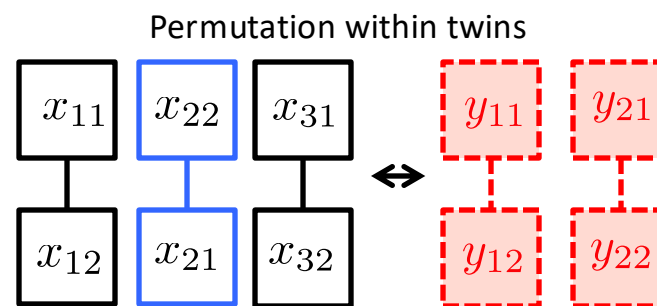 Permutation within twins
x₁₁ x₂₂ x₃₁ y₁₁ y₂₁
x₁₂ x₂₁ x₃₂ y₁₂ y₂₂